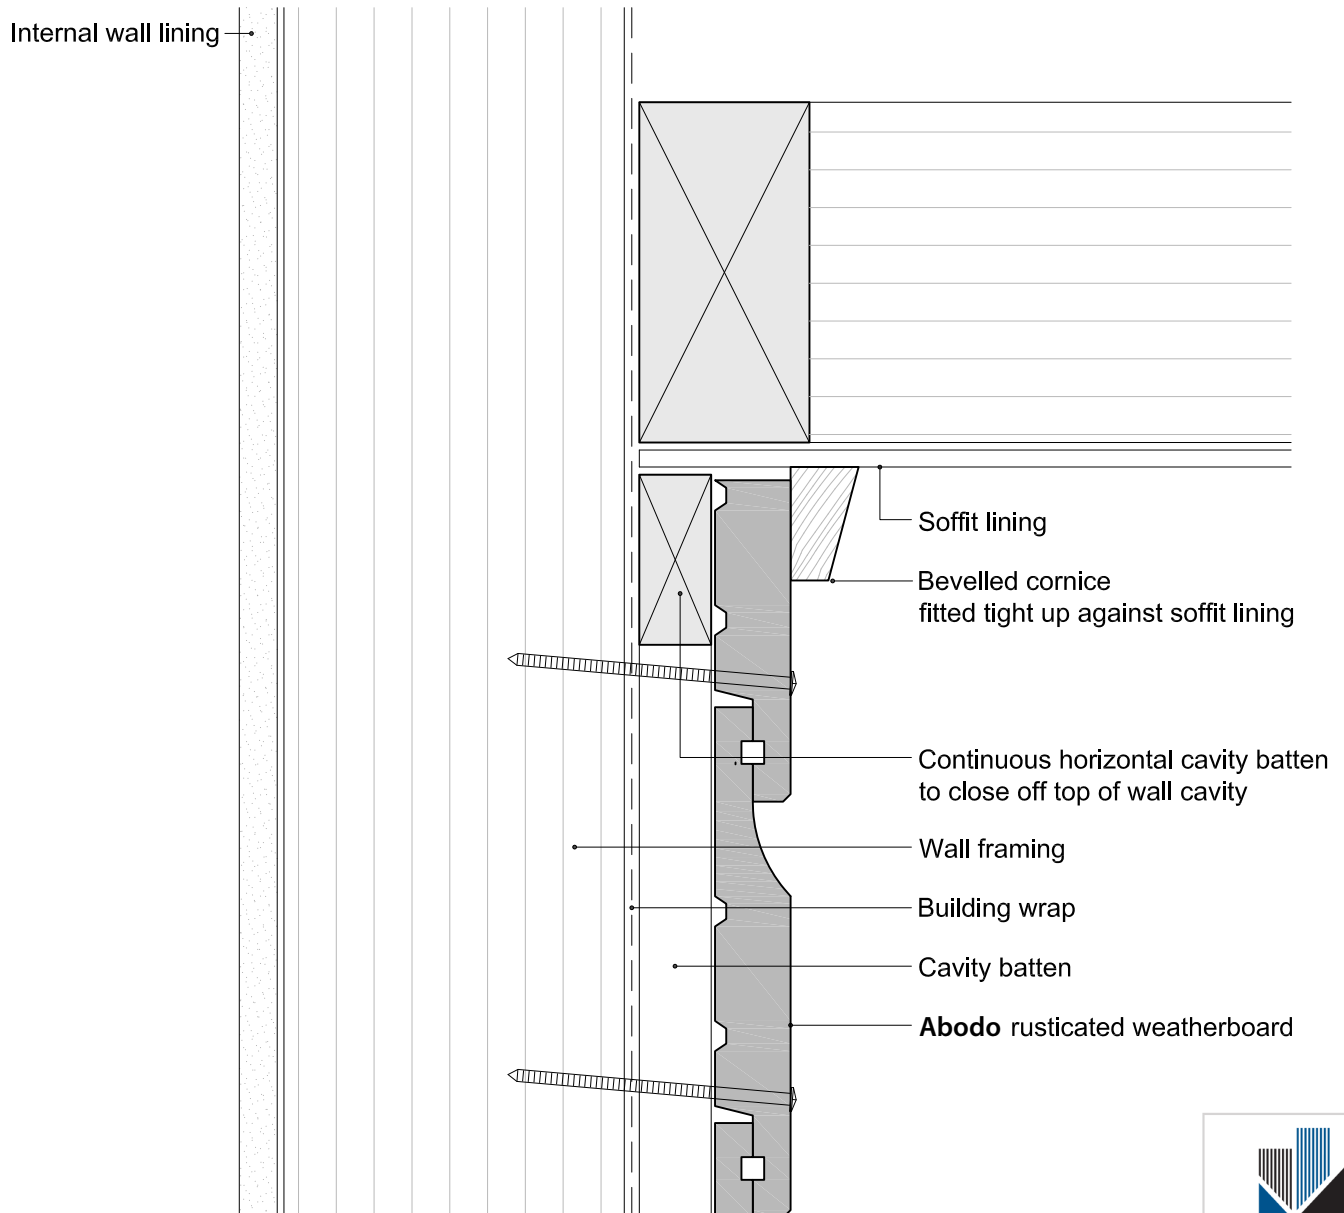 Internal wall lining
Soffit lining
Bevelled cornice
fitted tight up against soffit lining
Continuous horizontal cavity batten
to close off top of wall cavity
Wall framing
Building wrap
Cavity batten
Abodo rusticated weatherboard